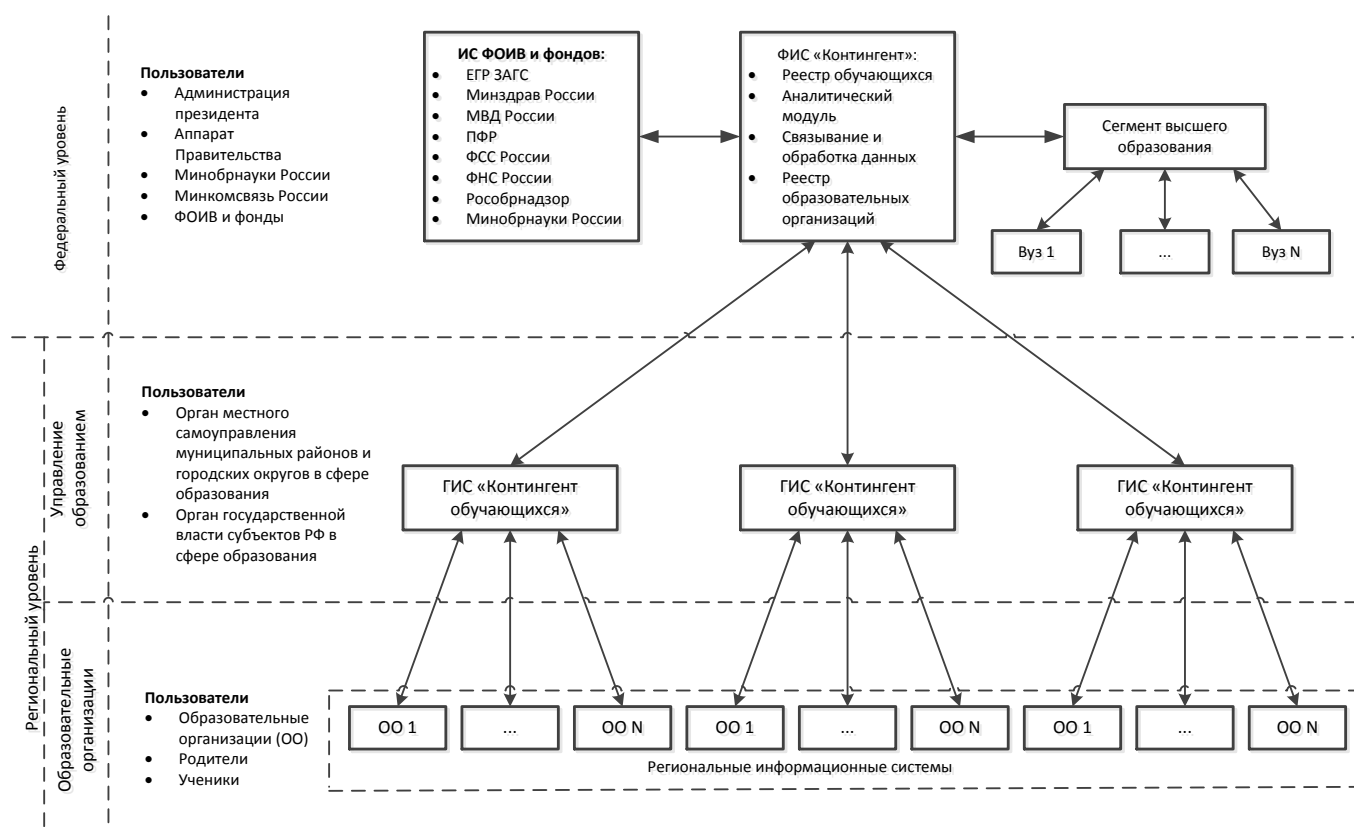 Федеральный уровень
Пользователи
• Администрация
президента
• Аппарат
Правительства
• Минобрнауки России
• Минкомсвязь России
• ФОИВ и фонды
ИС ФОИВ и фондов:
• ЕГР ЗАГС
• Минздрав России
• МВД России
• ПФР
• ФСС России
• ФНС России
• Рособрнадзор
• Минобрнауки России
ФИС «Контингент»:
• Реестр обучающихся
• Аналитический
модуль
• Связывание и
обработка данных
• Реестр
образовательных
организаций
Сегмент высшего
образования
Вуз 1
...
Вуз N
Региональный уровень
Управление
образованием
Пользователи
• Орган местного
самоуправления
муниципальных районов и
городских округов в сфере
образования
• Орган государственной
власти субъектов РФ в
сфере образования
ГИС «Контингент
обучающихся»
ГИС «Контингент
обучающихся»
ГИС «Контингент
обучающихся»
Образовательные
организации
Пользователи
• Образовательные
организации (ОО)
• Родители
• Ученики
ОО 1
...
ОО N
ОО 1
...
ОО N
ОО 1
...
ОО N
Региональные информационные системы